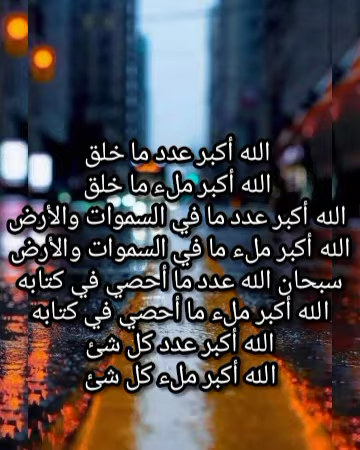 الله أكبر عدد ما خلق
الله أكبر ملء ما خلق
الله أكبر عدد ما في السموات والأرض
الله أكبر ملء ما في السموات والأرض
سبحان الله عدد ما أحصي في كتابه
الله أكبر ملء ما أحصي في كتابه
الله أكبر عدد كل شئ
الله أكبر ملء كل شئ